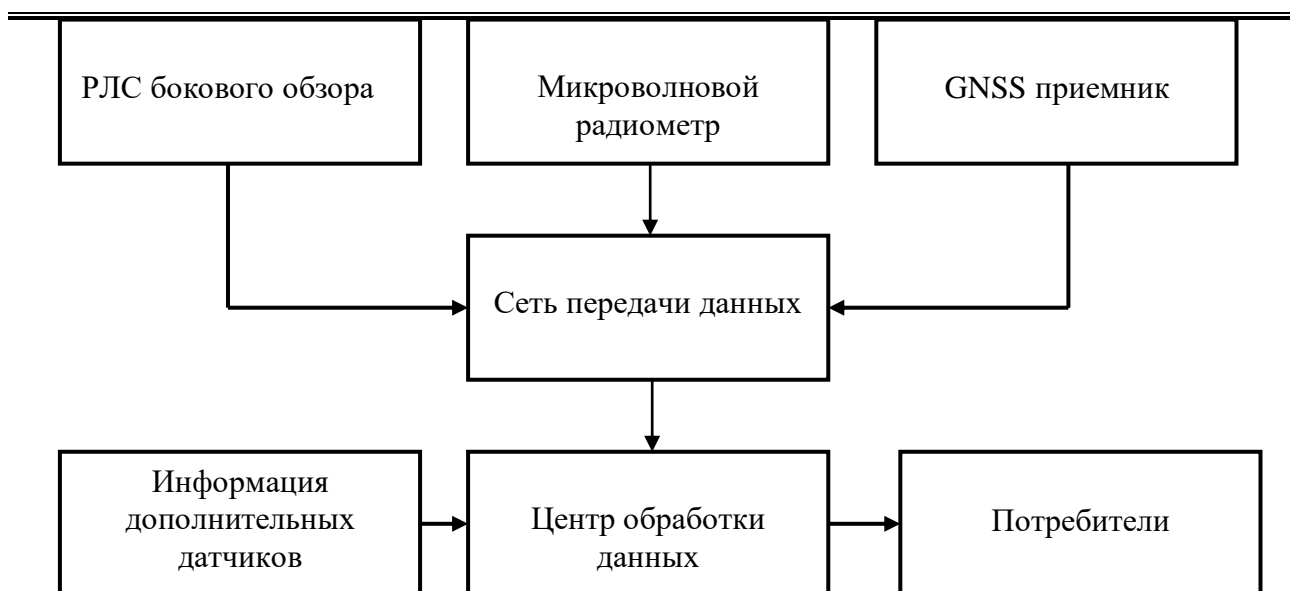 РЛС бокового обзора
Микроволновой
радиометр
GNSS приемник
Сеть передачи данных
Информация
дополнительных
датчиков
Центр обработки
данных
Потребители